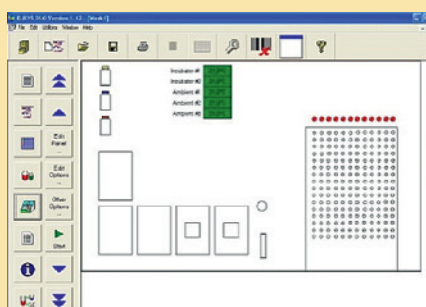 File Edit Utilities Window Help
Incubator #1
Incubator #2
Ambient #1
Ambient #2
Ambient #3
Edit
Panel
...
Edit
Options
...
Other
Options
...
Start